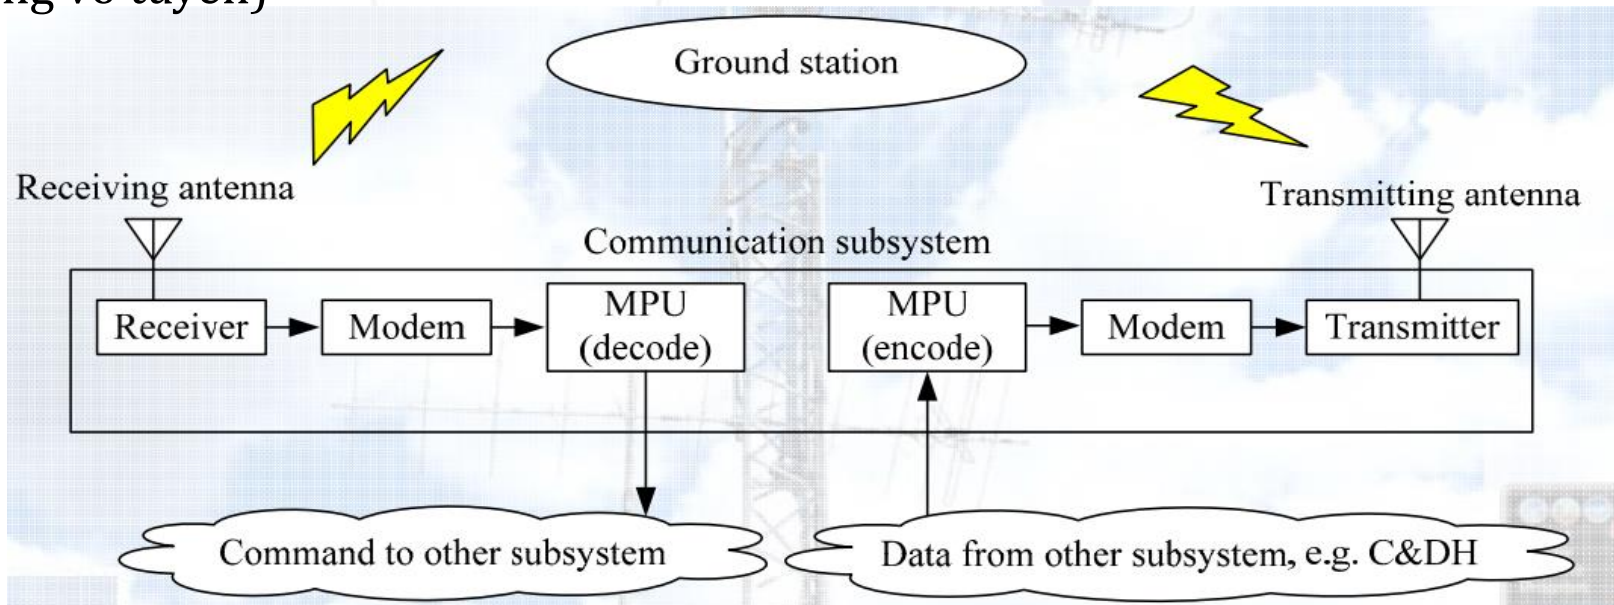 Ground station
Receiving antenna
Transmitting antenna
Communication subsystem
Receiver
Modem
MPU
(decode)
MPU
(encode)
Modem
Transmitter
Command to other subsystem
Data from other subsystem, e.g. C&DH